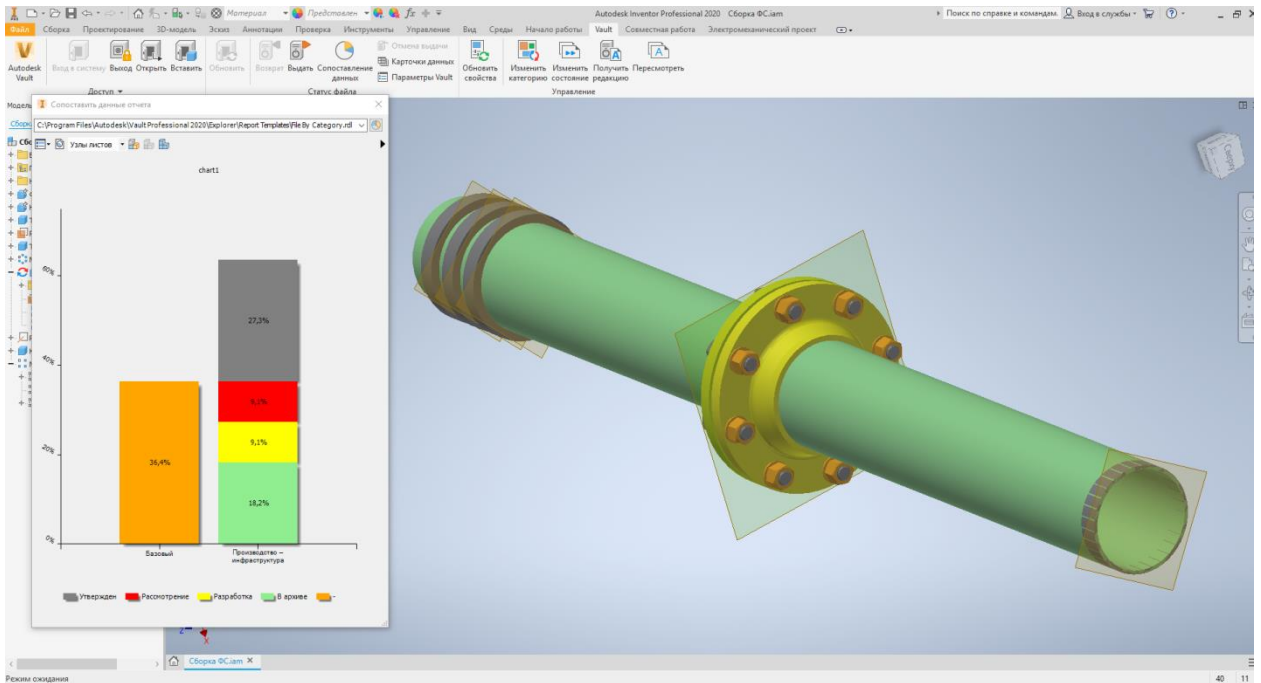 Материал
Представлен
Autodesk Inventor Professional 2020 Сборка ФС.iam
Поиск по справке и командам.
Вход в службы
Файл Сборка Проектирование 3D-модель Эскиз Аннотации Проверка Инструменты Управление Вид Среды Начало работы Vault Совместная работа Электромеханический проект
Autodesk Vault
Вход в систему Выход Открыть Вставить
Обновить Возврат Выдать Сопоставление данных
Отмена выдачи
Карточки данных
Параметры Vault
Обновить свойства
Изменить категорию
Изменить состояние
Получить редакцию
Пересмотреть
Доступ
Статус файла
Управление
Сопоставить данные отчета
C:\Program Files\Autodesk\Vault Professional 2020\Explorer\Report Templates\File By Category.rdl
Узлы листов
chart1
60%
40%
20%
0%
27,3%
9,1%
9,1%
36,4%
18,2%
Базовый
Производство –
инфраструктура
Утвержден Рассмотрение Разработка В архиве -
Сверху
z
x
Сборка ФС.iam
Режим ожидания
40 11